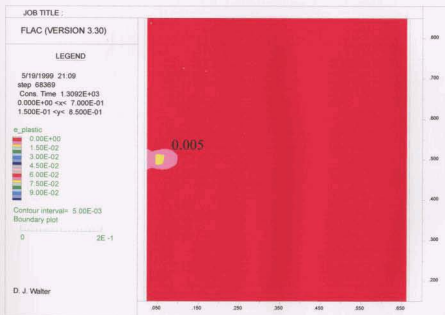 JOB TITLE :
FLAC (VERSION 3.30)
LEGEND
5/19/1999 21:09
step 68369
Cons. Time 1.3092E+03
0.000E+00 <x< 7.000E-01
1.500E-01 <y< 8.500E-01
e_plastic
0.00E+00
1.50E-02
3.00E-02
4.50E-02
6.00E-02
7.50E-02
9.00E-02
Contour interval= 5.00E-03
Boundary plot
0 2E -1
D. J. Walter
0.005
.800
.700
.600
.500
.400
.300
.200
.050 .150 .250 .350 .450 .550 .650